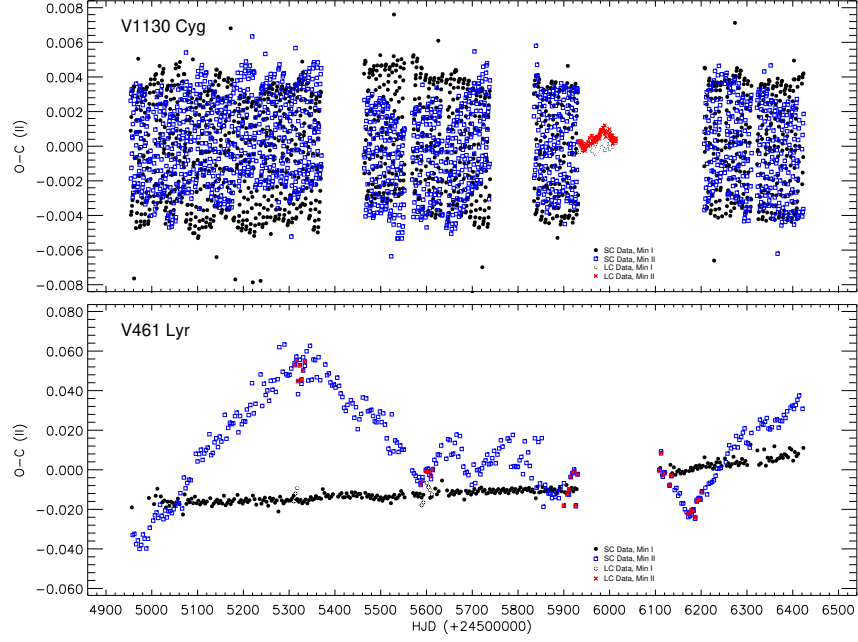 V1130 Cyg
0.008
0.006
0.004
0.002
0.000
−0.002
−0.004
−0.006
−0.008
O−C (II)
SC Data, Min I
SC Data, Min II
LC Data, Min I
LC Data, Min II
V461 Lyr
0.080
0.060
0.040
0.020
0.000
−0.020
−0.040
−0.060
O−C (II)
SC Data, Min I
SC Data, Min II
LC Data, Min I
LC Data, Min II
4900 5000 5100 5200 5300 5400 5500 5600 5700 5800 5900 6000 6100 6200 6300 6400 6500
HJD (+24500000)